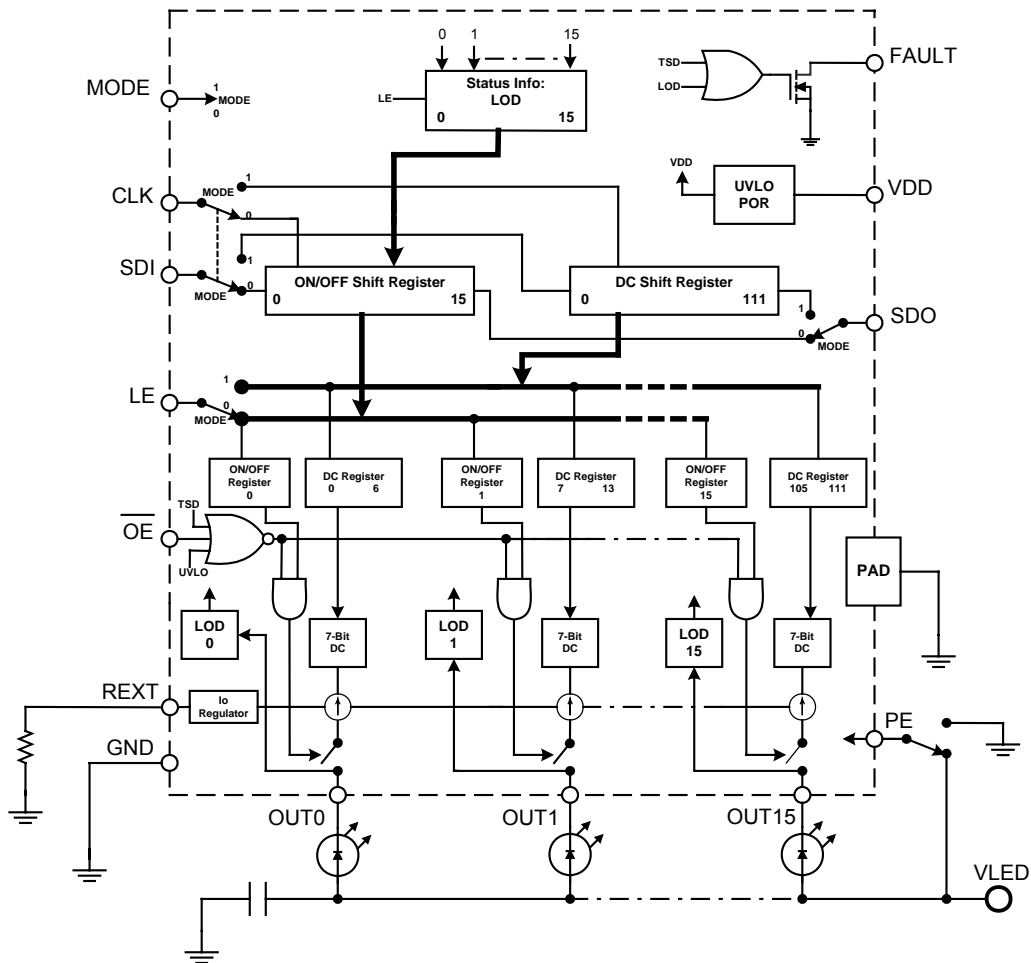 0 1 15
Status Info:
LOD
0 15
LE
TSD
LOD
FAULT
MODE
1
MODE
0
VDD
UVLO
POR
VDD
CLK
MODE
1
0
SDI
MODE
1
0
ON/OFF Shift Register
0 15
DC Shift Register
0 111
1
0
MODE
SDO
LE
1
0
MODE
ON/OFF
Register
0
DC Register
0 6
ON/OFF
Register
1
DC Register
7 13
ON/OFF
Register
15
DC Register
105 111
TSD
OE
UVLO
PAD
LOD
0
7-Bit
DC
LOD
1
7-Bit
DC
LOD
15
7-Bit
DC
REXT
Io
Regulator
PE
GND
OUT0
OUT1
OUT15
VLED